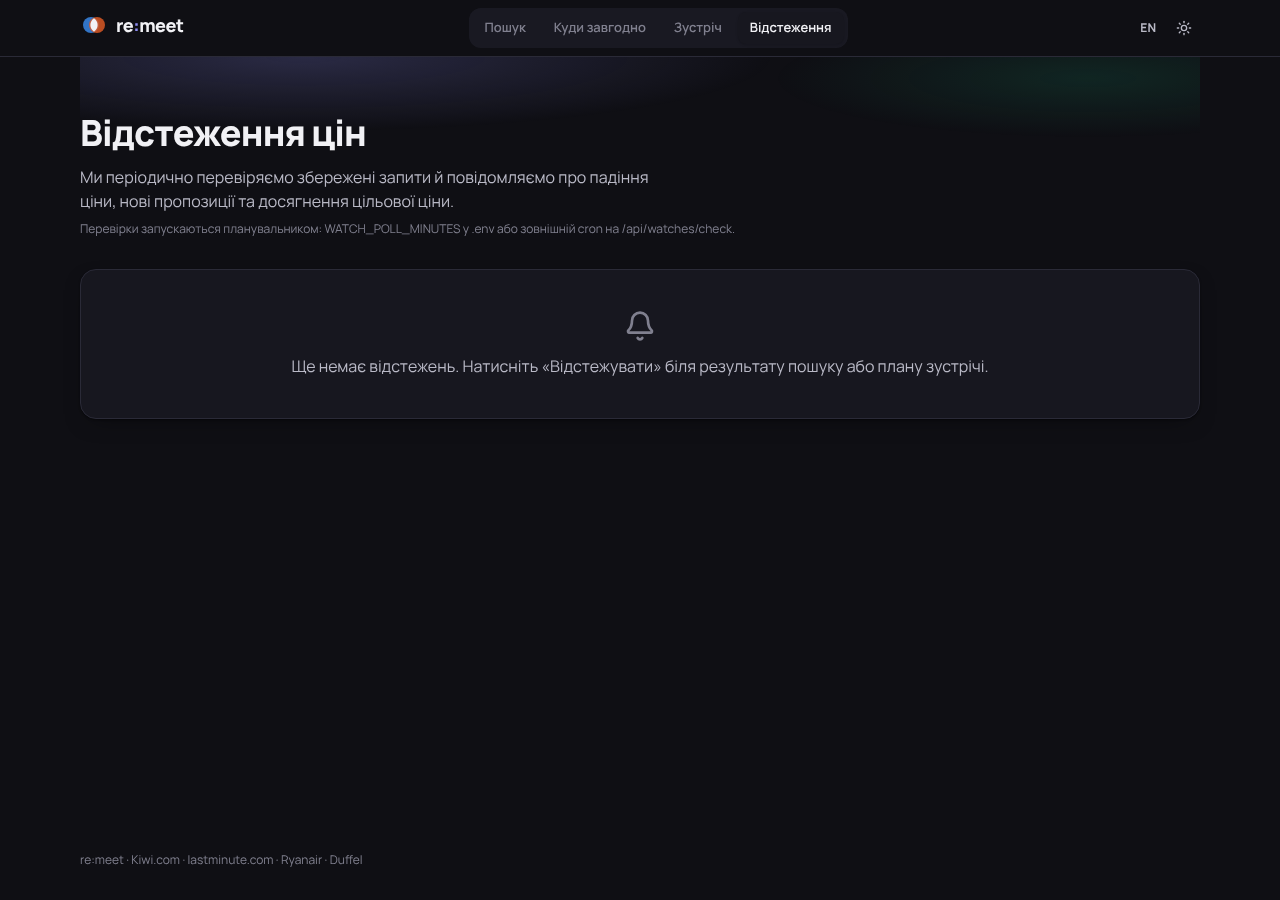 re:meet
Пошук
Куди завгодно
Зустріч
Відстеження
EN
Відстеження цін
Ми періодично перевіряємо збережені запити й повідомляємо про падіння
ціни, нові пропозиції та досягнення цільової ціни.
Перевірки запускаються планувальником: WATCH_POLL_MINUTES у .env або зовнішній cron на /api/watches/check.
Ще немає відстежень. Натисніть «Відстежувати» біля результату пошуку або плану зустрічі.
re:meet · Kiwi.com · lastminute.com · Ryanair · Duffel